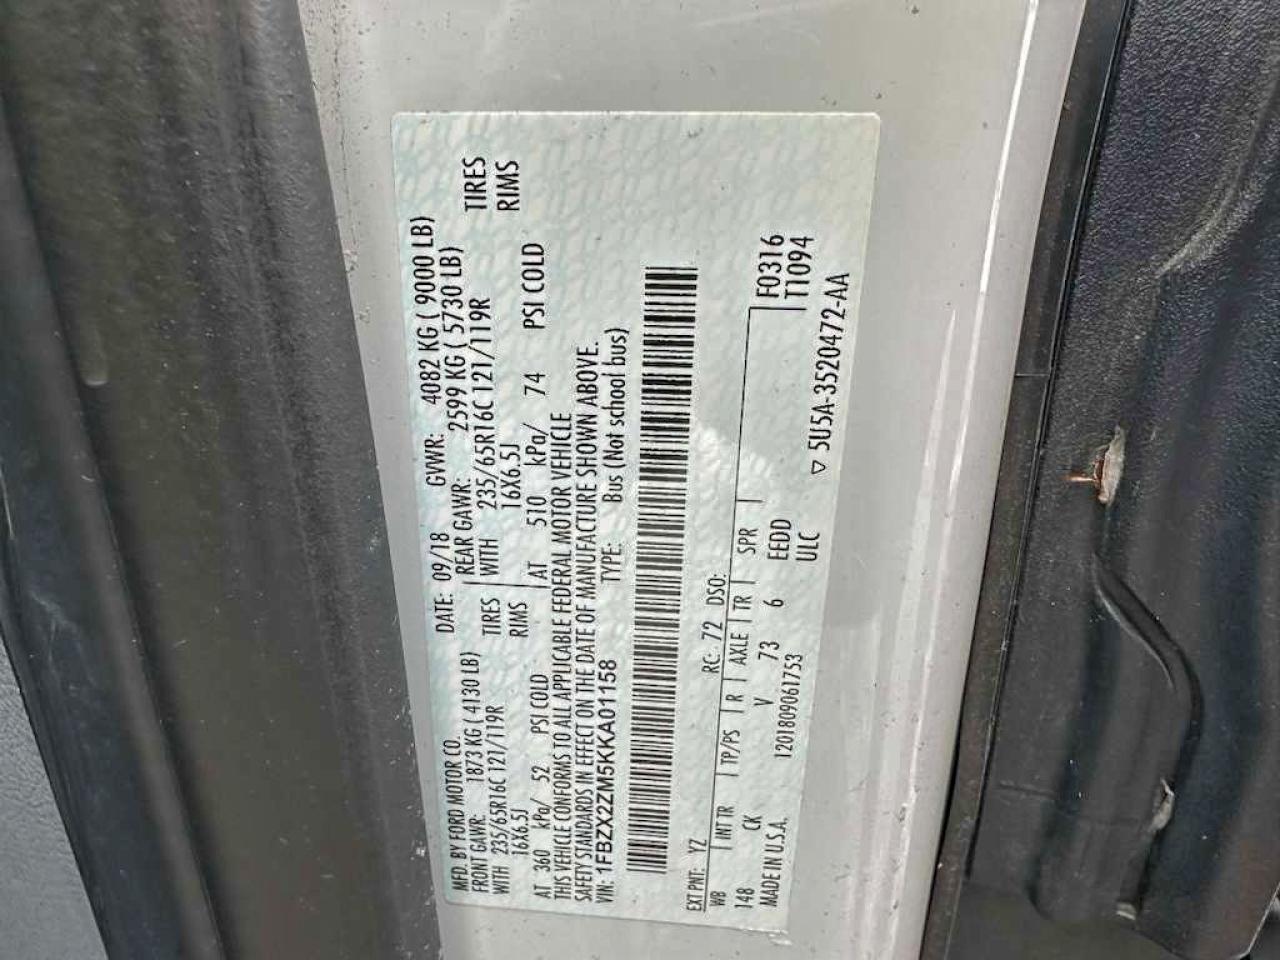 MFD. BY FORD MOTOR CO.
DATE: 09/18 GVWR: 4082 KG ( 9000 LB)
FRONT GAWR: 1873 KG ( 4130 LB) REAR GAWR: 2599 KG ( 5730 LB)
WITH 235/65R16C 121/119R TIRES WITH 235/65R16C 121/119R TIRES
16X6.5J RIMS 16X6.5J RIMS
AT 360 kPa/ 52 PSI COLD AT 510 kPa/ 74 PSI COLD
THIS VEHICLE CONFORMS TO ALL APPLICABLE FEDERAL MOTOR VEHICLE
SAFETY STANDARDS IN EFFECT ON THE DATE OF MANUFACTURE SHOWN ABOVE.
VIN: 1FBZX2ZM5KKA01158 TYPE: Bus (Not school bus)
EXT PNT: YZ RC: 72 DSO:
WB INT TR TP/PS R AXLE TR SPR F0316
148 CK V 73 6 EEDD T1094
MADE IN U.S.A. 1201809061753 ULC
▽ 5U5A-3520472-AA